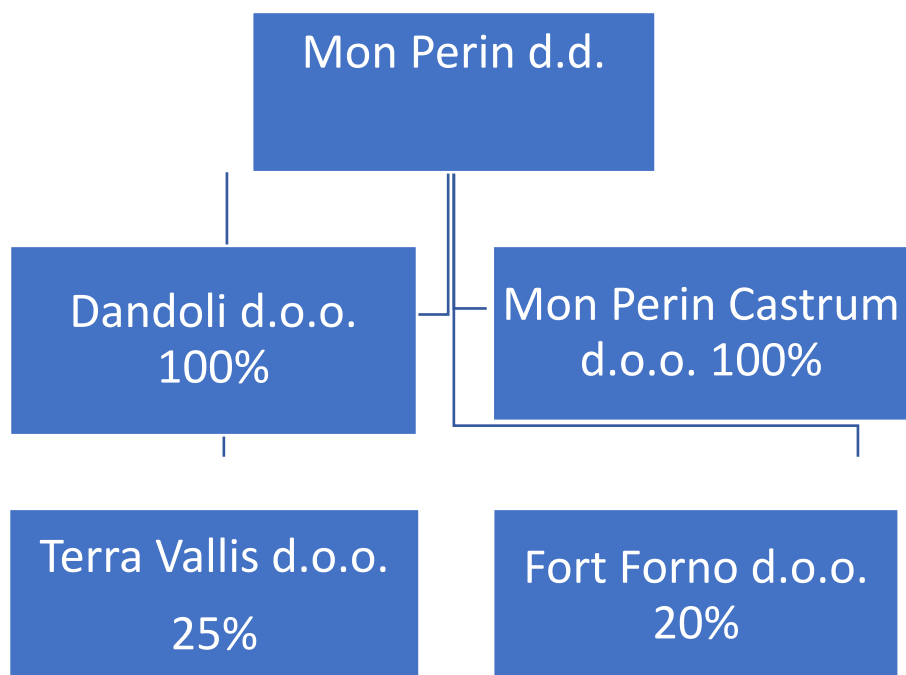 Mon Perin d.d.
Dandoli d.o.o.
100%
Mon Perin Castrum
d.o.o. 100%
Terra Vallis d.o.o.
25%
Fort Forno d.o.o.
20%